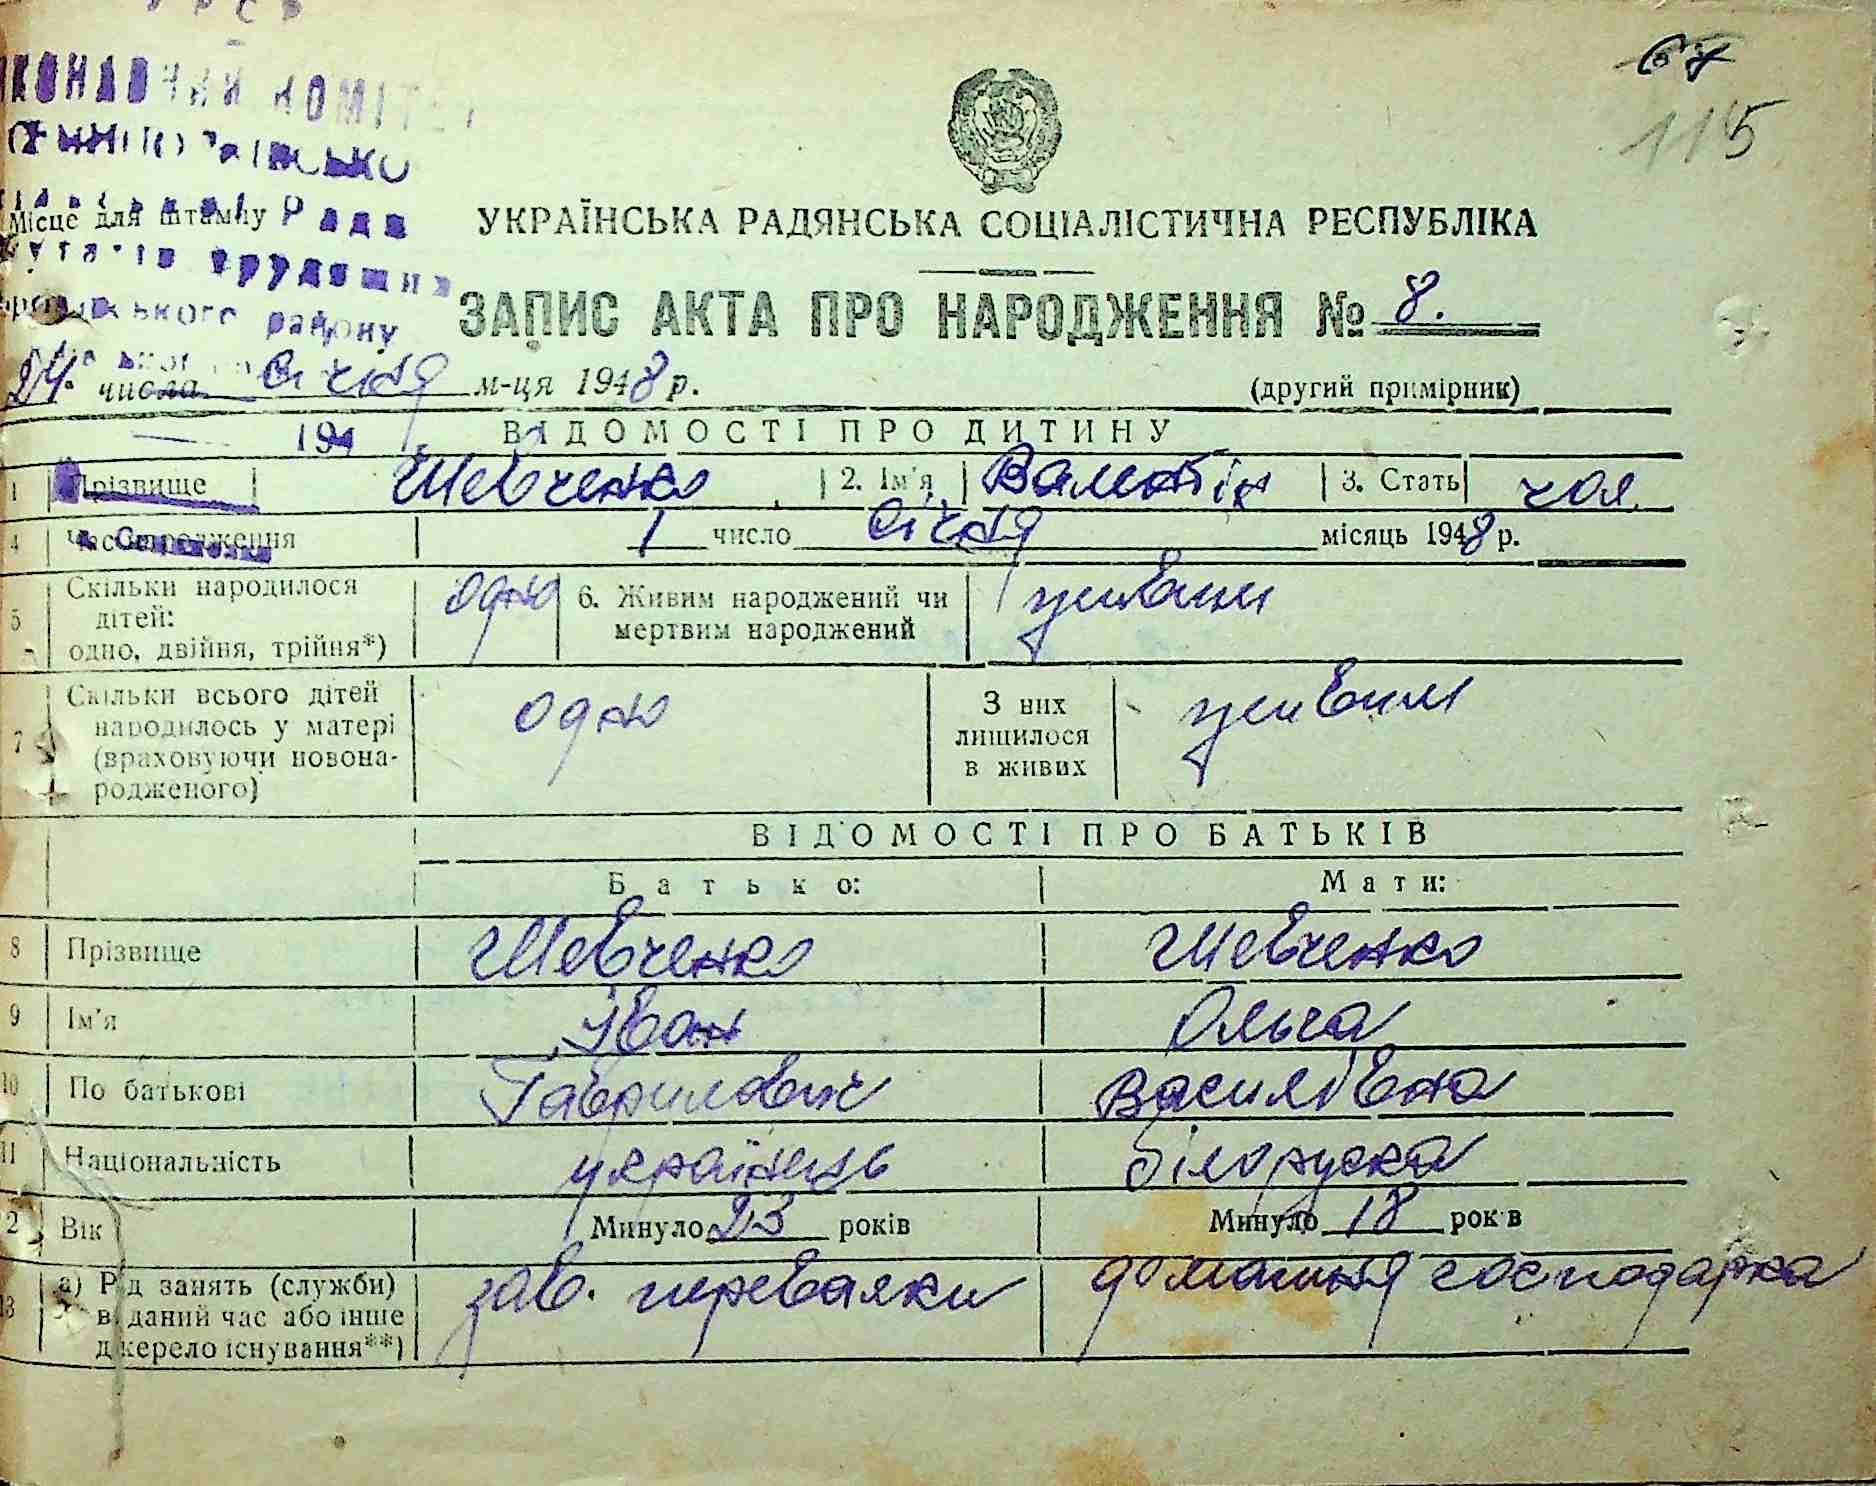 67
115
Місце для штампу Рада
УКРАЇНСЬКА РАДЯНСЬКА СОЦІАЛІСТИЧНА РЕСПУБЛІКА
ЗАПИС АКТА ПРО НАРОДЖЕННЯ № 8.
24. числа січня м-ця 1948 р.
(другий примірник)
194
ВІДОМОСТІ ПРО ДИТИНУ
1 Прізвище Шевченко 2. Ім'я Валентін 3. Стать чол.
4 Час народження 1 число січня місяць 1948 р.
5 Скільки народилося дітей: одно, двійня, трійня*) одно 6. Живим народжений чи мертвим народжений живим
7 Скільки всього дітей народилось у матері (враховуючи новонародженого) одно З них лишилося в живих живим
ВІДОМОСТІ ПРО БАТЬКІВ
Батько: Мати:
8 Прізвище Шевченко Шевченко
9 Ім'я Іван Ольга
10 По батькові Гаврилович Василівна
11 Національність українець білоруска
12 Вік Минуло 23 років Минуло 18 років
13 а) Рід занять (служби) в даний час або інше джерело існування**) зав. перевалки домашня господарка